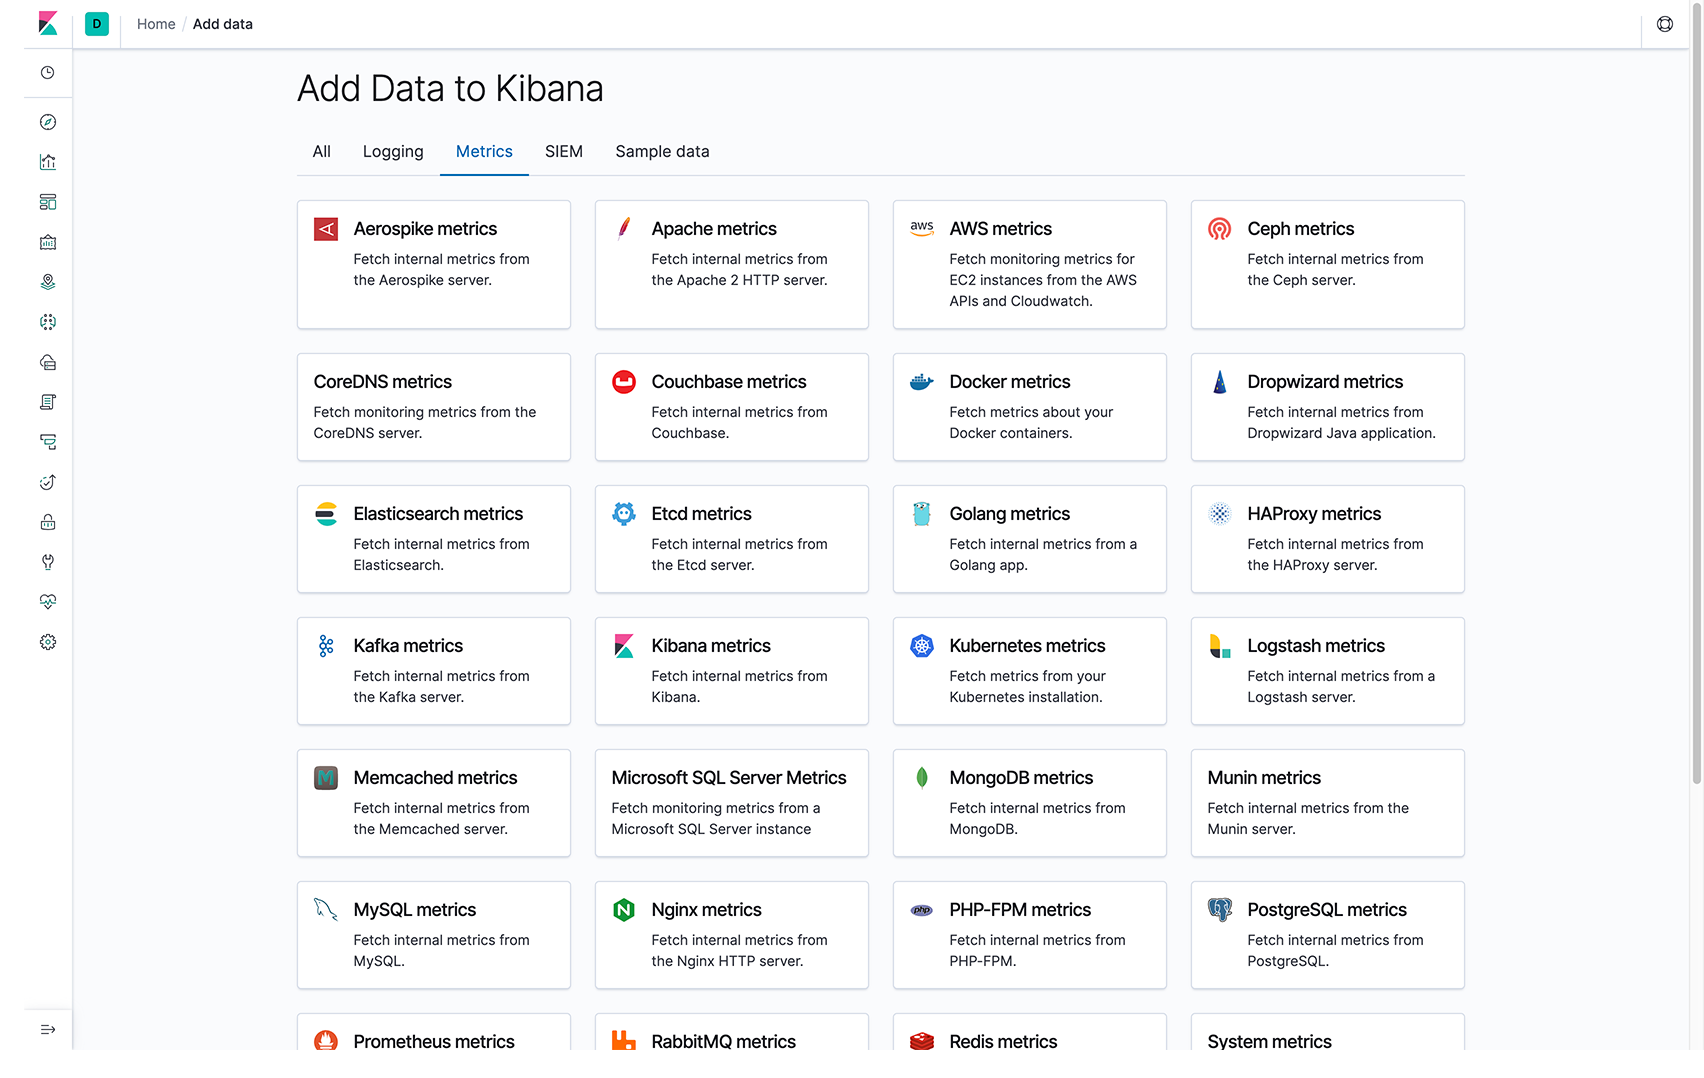 D
Home / Add data
Add Data to Kibana
All
Logging
Metrics
SIEM
Sample data
Aerospike metrics
Fetch internal metrics from
the Aerospike server.
Apache metrics
Fetch internal metrics from
the Apache 2 HTTP server.
aws
AWS metrics
Fetch monitoring metrics for
EC2 instances from the AWS
APIs and Cloudwatch.
Ceph metrics
Fetch internal metrics from
the Ceph server.
CoreDNS metrics
Fetch monitoring metrics from the
CoreDNS server.
Couchbase metrics
Fetch internal metrics from
Couchbase.
Docker metrics
Fetch metrics about your
Docker containers.
Dropwizard metrics
Fetch internal metrics from
Dropwizard Java application.
Elasticsearch metrics
Fetch internal metrics from
Elasticsearch.
Etcd metrics
Fetch internal metrics from
the Etcd server.
Golang metrics
Fetch internal metrics from a
Golang app.
HAProxy metrics
Fetch internal metrics from
the HAProxy server.
Kafka metrics
Fetch internal metrics from
the Kafka server.
Kibana metrics
Fetch internal metrics from
Kibana.
Kubernetes metrics
Fetch metrics from your
Kubernetes installation.
Logstash metrics
Fetch internal metrics from a
Logstash server.
M
Memcached metrics
Fetch internal metrics from
the Memcached server.
Microsoft SQL Server Metrics
Fetch monitoring metrics from a
Microsoft SQL Server instance
MongoDB metrics
Fetch internal metrics from
MongoDB.
Munin metrics
Fetch internal metrics from the
Munin server.
MySQL metrics
Fetch internal metrics from
MySQL.
N
Nginx metrics
Fetch internal metrics from
the Nginx HTTP server.
php
PHP-FPM metrics
Fetch internal metrics from
PHP-FPM.
PostgreSQL metrics
Fetch internal metrics from
PostgreSQL.
Prometheus metrics
RabbitMQ metrics
Redis metrics
System metrics